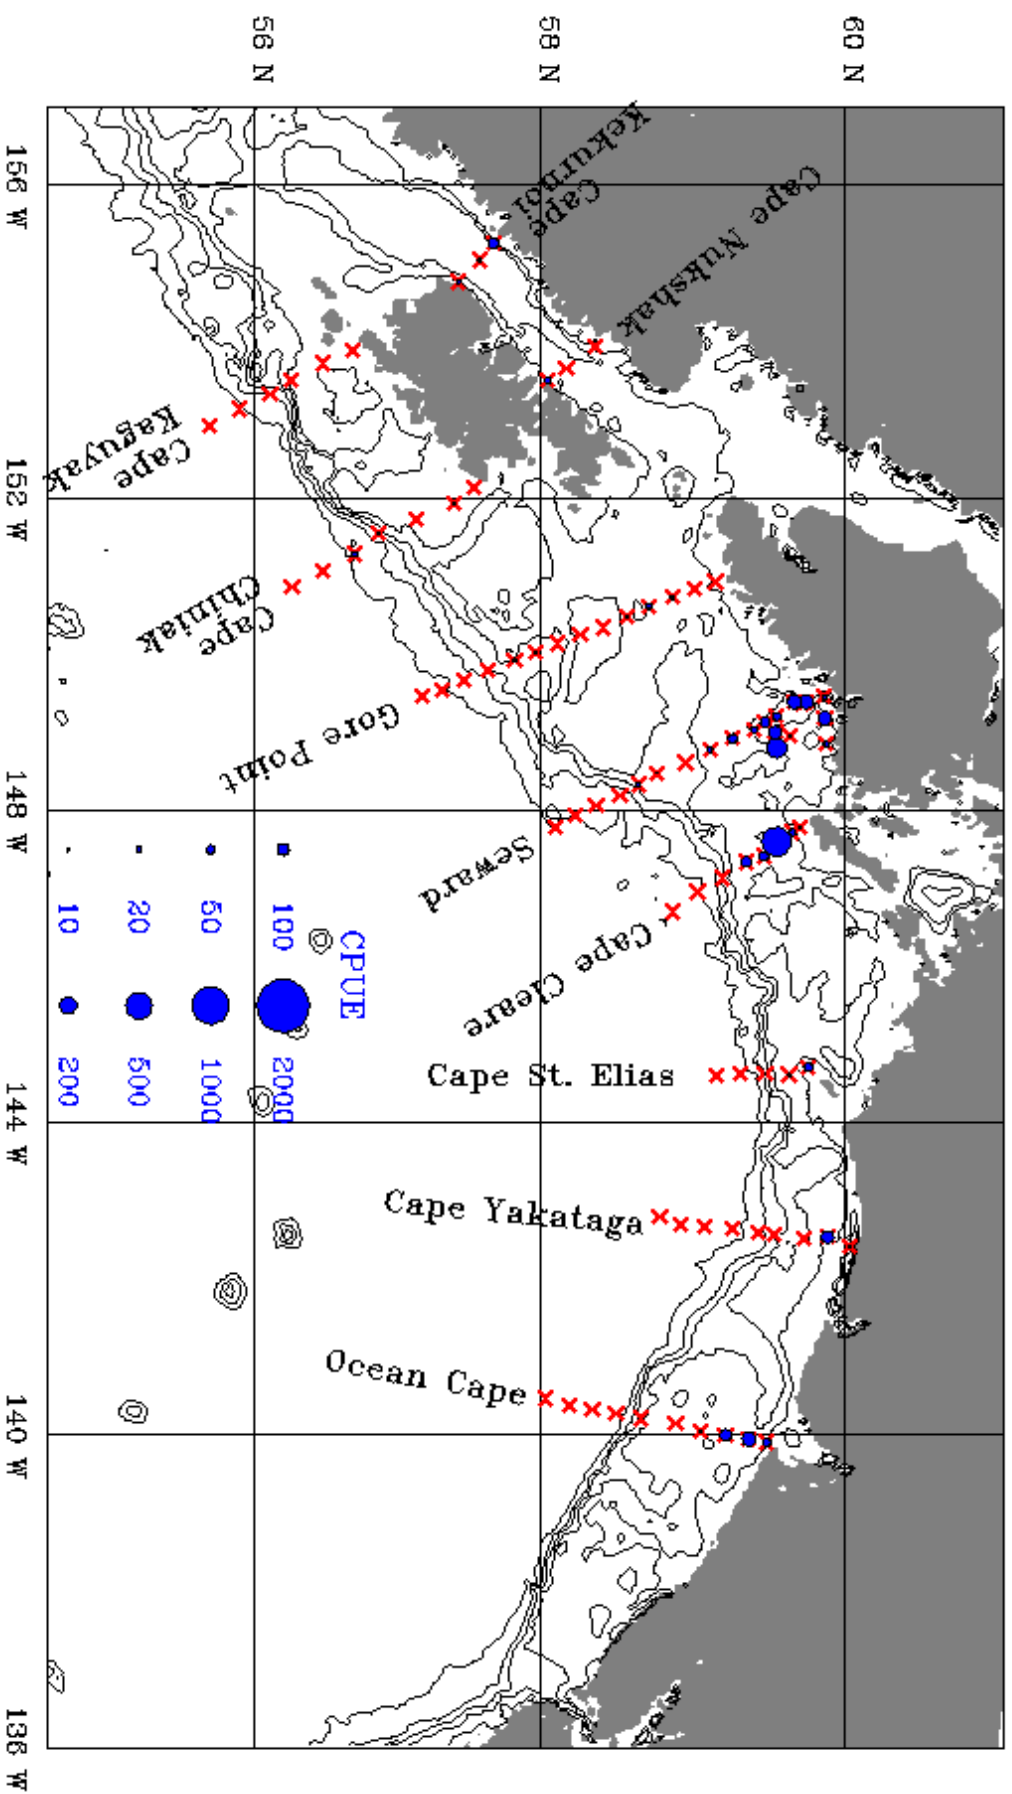 60 N
58 N
56 N
156 W
152 W
148 W
144 W
140 W
136 W
Cape Nukshak
Cape
Kekurnoi
Cape
Kaguyak
Cape
Chiniak
Gore Point
Seward
Cape Cleare
Cape St. Elias
Cape Yakataga
Ocean Cape
CPUE
100
50
20
10
2000
1000
500
200